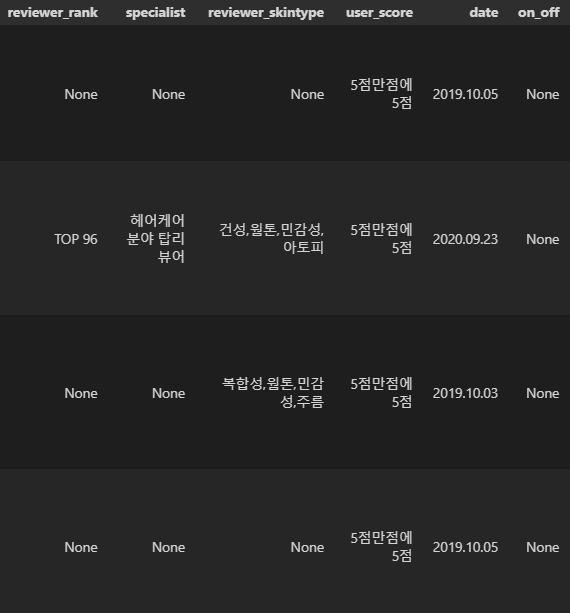 reviewer_rank specialist reviewer_skintype user_score date on_off
None None None 5점만점에 5점 2019.10.05 None
TOP 96 헤어케어 분야 탑리뷰어 건성,웜톤,민감성,아토피 5점만점에 5점 2020.09.23 None
None None 복합성,웜톤,민감성,주름 5점만점에 5점 2019.10.03 None
None None None 5점만점에 5점 2019.10.05 None